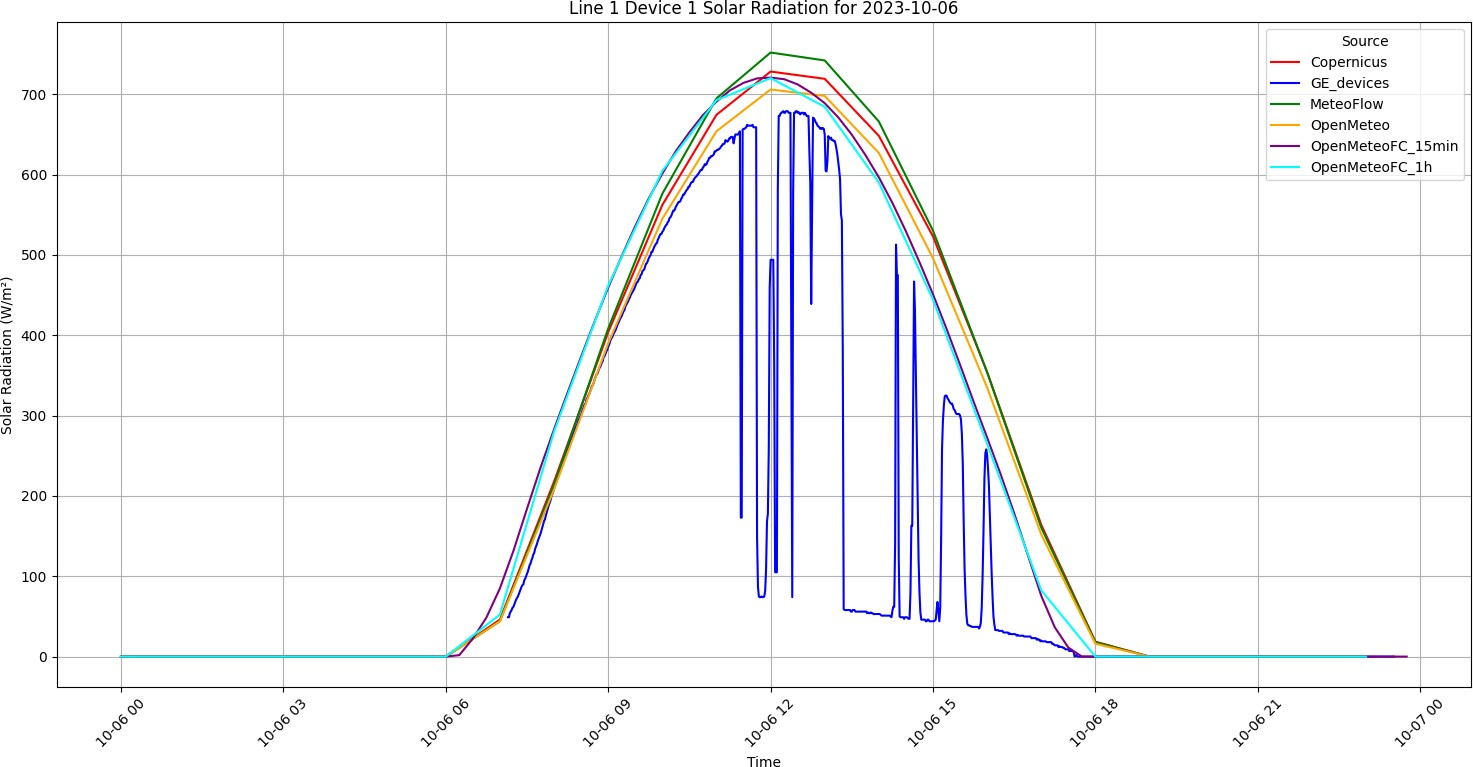 Line 1 Device 1 Solar Radiation for 2023-10-06
Source
Copernicus
GE_devices
MeteoFlow
OpenMeteo
OpenMeteoFC_15min
OpenMeteoFC_1h
Solar Radiation (W/m²)
700
600
500
400
300
200
100
0
10-06 00
10-06 03
10-06 06
10-06 09
10-06 12
10-06 15
10-06 18
10-06 21
10-07 00
Time